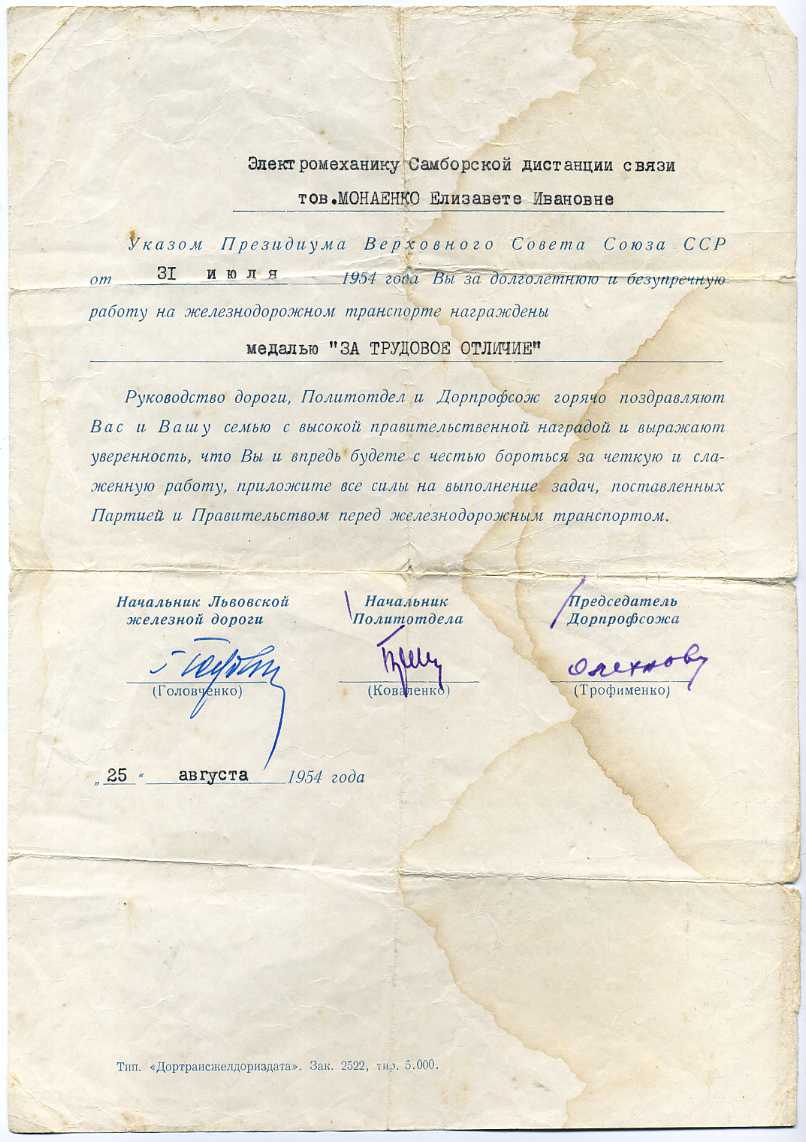 Электромеханику Самборской дистанции связи
тов.МОНАЕНКО Елизавете Ивановне
Указом Президиума Верховного Совета Союза ССР
от 31 июля 1954 года Вы за долголетнюю и безупречную
работу на железнодорожном транспорте награждены
медалью "ЗА ТРУДОВОЕ ОТЛИЧИЕ"
Руководство дороги, Политотдел и Дорпрофсож горячо поздравляют
Вас и Вашу семью с высокой правительственной наградой и выражают
уверенность, что Вы и впредь будете с честью бороться за четкую и сла-
женную работу, приложите все силы на выполнение задач, поставленных
Партией и Правительством перед железнодорожным транспортом.
Начальник Львовской Начальник Председатель
железной дороги Политотдела Дорпрофсожа
(Головченко) (Коваленко) (Трофименко)
„25“ августа 1954 года
Тип. «Дортрансжелдориздата». Зак. 2522, тир. 5.000.